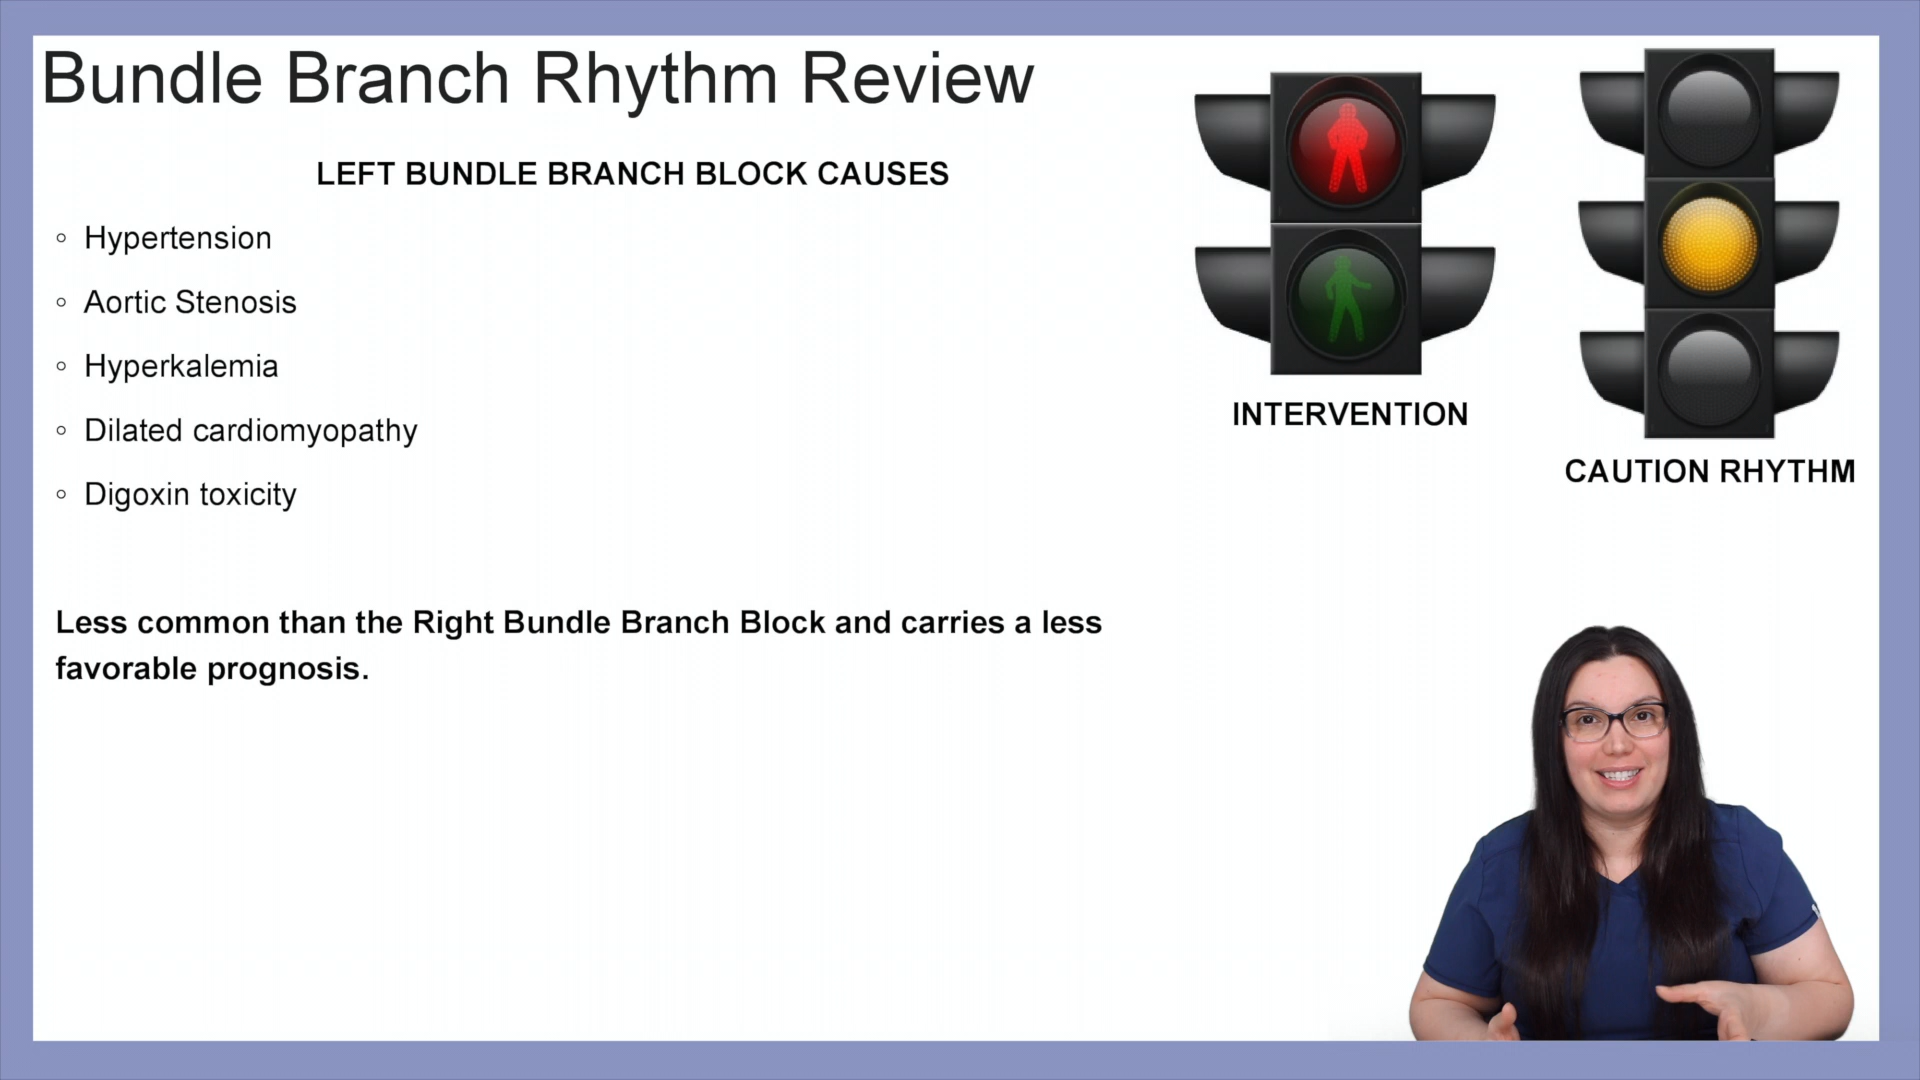 Bundle Branch Rhythm Review
LEFT BUNDLE BRANCH BLOCK CAUSES
Hypertension
Aortic Stenosis
Hyperkalemia
Dilated cardiomyopathy
Digoxin toxicity
Less common than the Right Bundle Branch Block and carries a less
favorable prognosis.
INTERVENTION
CAUTION RHYTHM